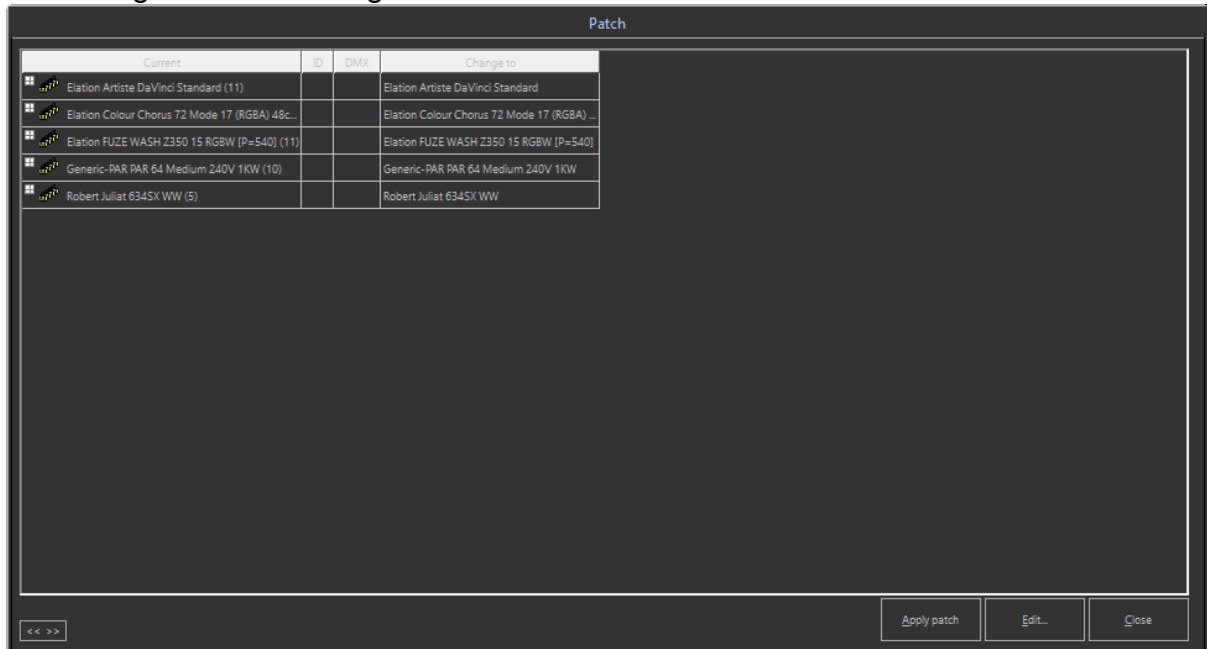 Patch
Current ID DMX Change to
Elation Artiste DaVinci Standard (11) Elation Artiste DaVinci Standard
Elation Colour Chorus 72 Mode 17 (RGBA) 48c... Elation Colour Chorus 72 Mode 17 (RGBA) ...
Elation FUZE WASH Z350 15 RGBW [P=540] (11) Elation FUZE WASH Z350 15 RGBW [P=540]
Generic-PAR PAR 64 Medium 240V 1KW (10) Generic-PAR PAR 64 Medium 240V 1KW
Robert Juliat 634SX WW (5) Robert Juliat 634SX WW
<< >> Apply patch Edit... Close